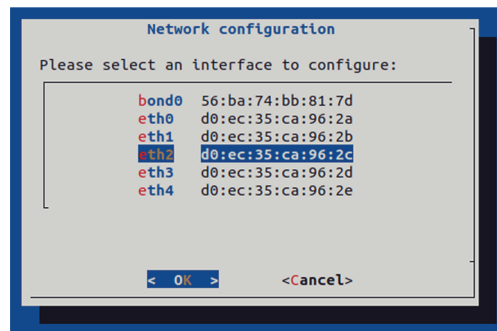 Network configuration
Please select an interface to configure:
bond0 56:ba:74:bb:81:7d
eth0 d0:ec:35:ca:96:2a
eth1 d0:ec:35:ca:96:2b
eth2 d0:ec:35:ca:96:2c
eth3 d0:ec:35:ca:96:2d
eth4 d0:ec:35:ca:96:2e
< OK > <Cancel>